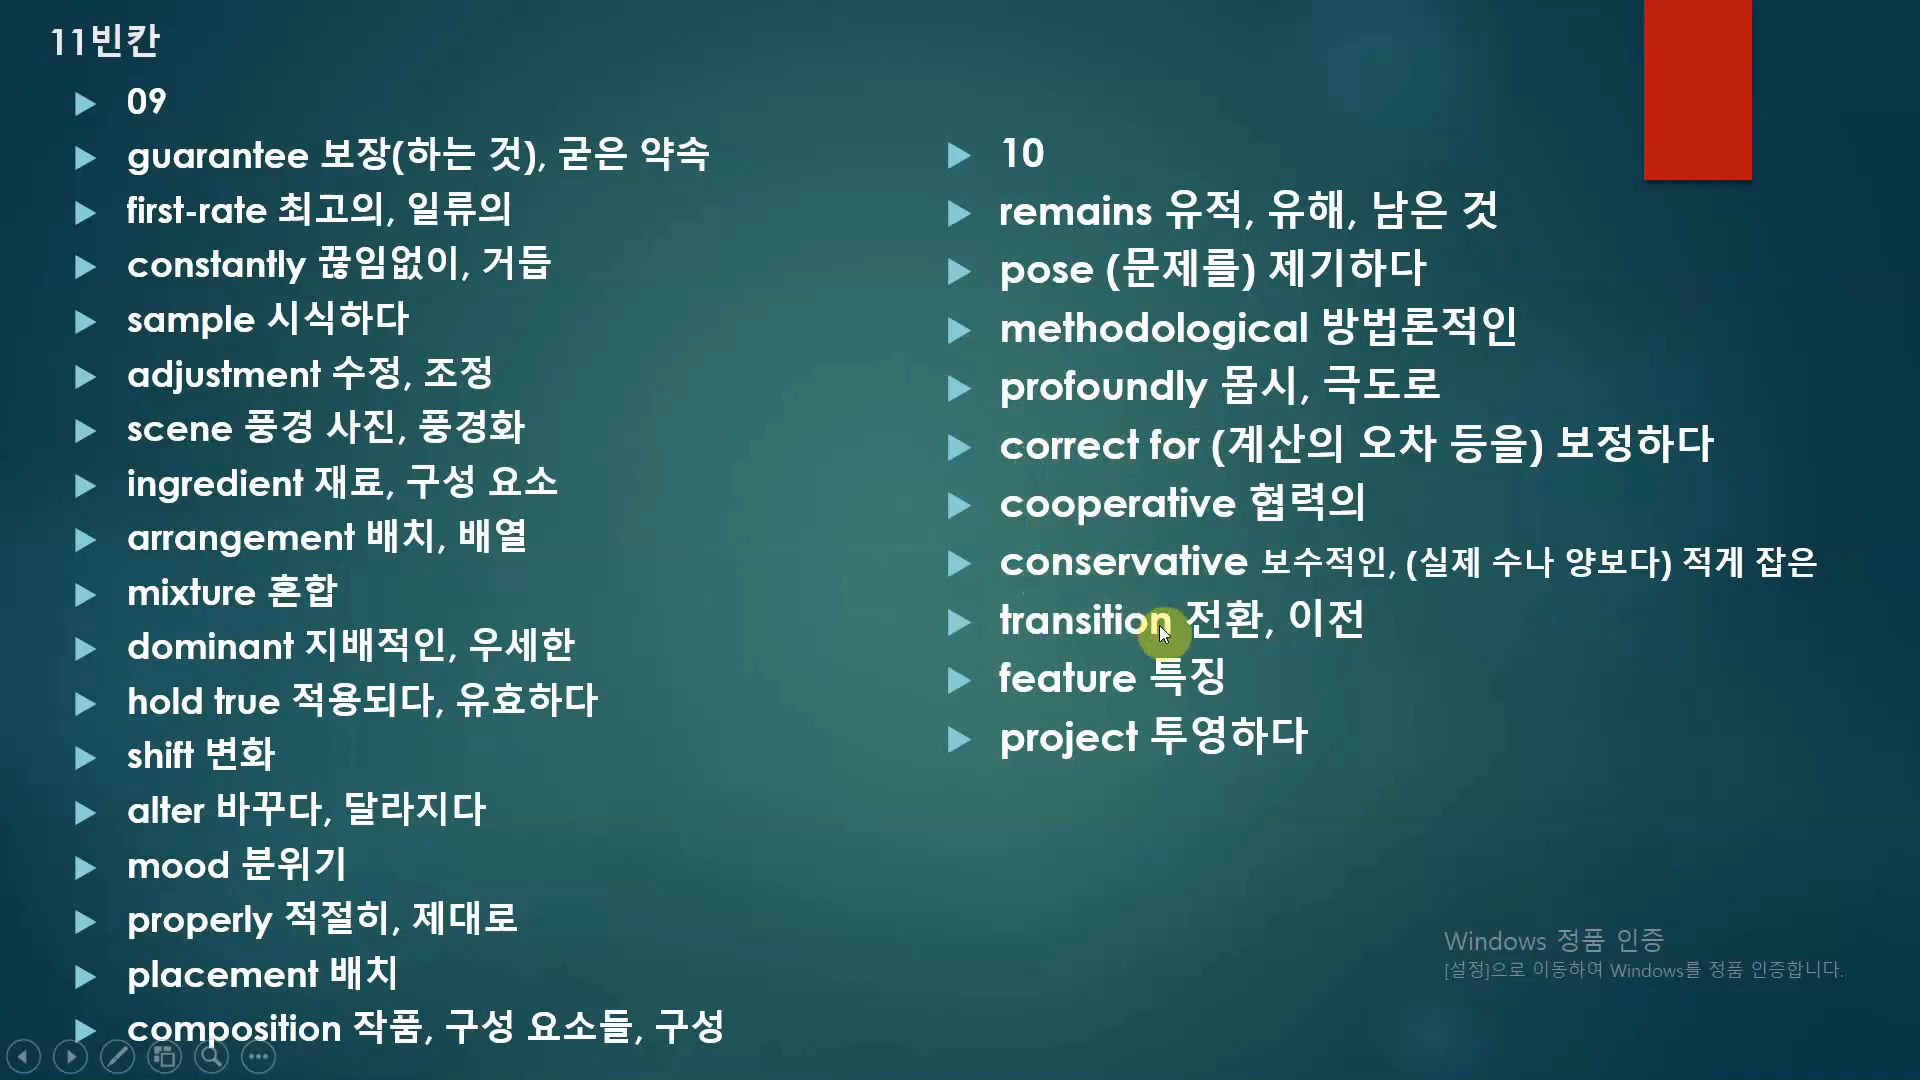 11빈칸
09
guarantee 보장(하는 것), 굳은 약속
first-rate 최고의, 일류의
constantly 끊임없이, 거듭
sample 시식하다
adjustment 수정, 조정
scene 풍경 사진, 풍경화
ingredient 재료, 구성 요소
arrangement 배치, 배열
mixture 혼합
dominant 지배적인, 우세한
hold true 적용되다, 유효하다
shift 변화
alter 바꾸다, 달라지다
mood 분위기
properly 적절히, 제대로
placement 배치
composition 작품, 구성 요소들, 구성
10
remains 유적, 유해, 남은 것
pose (문제를) 제기하다
methodological 방법론적인
profoundly 몹시, 극도로
correct for (계산의 오차 등을) 보정하다
cooperative 협력의
conservative 보수적인, (실제 수나 양보다) 적게 잡은
transition 전환, 이전
feature 특징
project 투영하다
Windows 정품 인증
[설정]으로 이동하여 Windows를 정품 인증합니다.